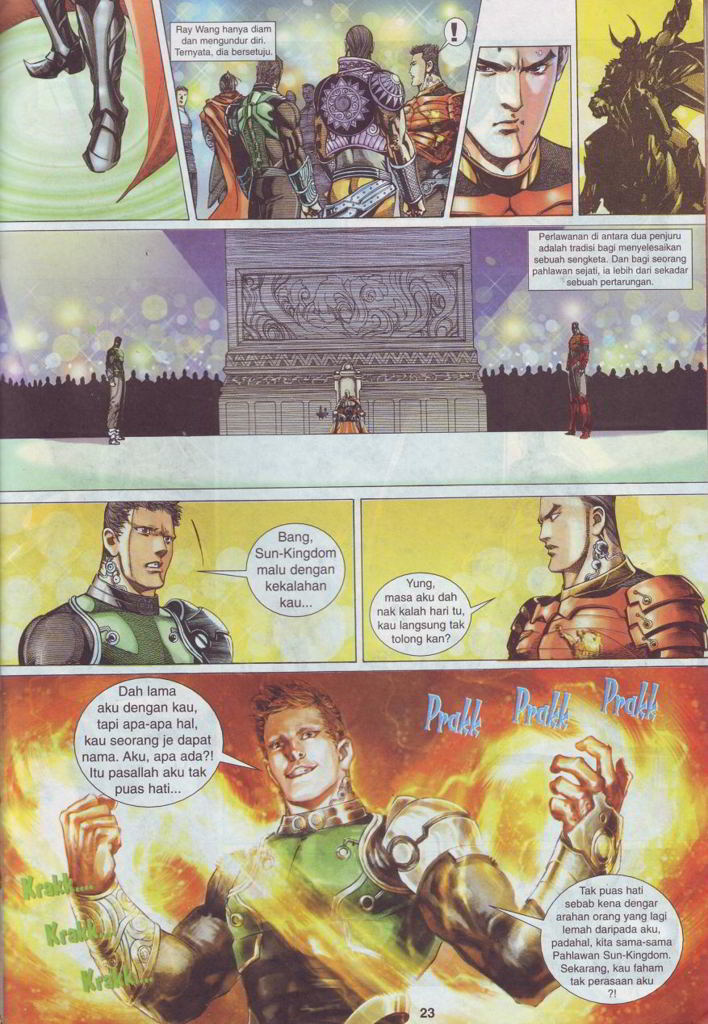 Ray Wang hanya diam
dan mengundur diri.
Ternyata, dia bersetuju.
!
Perlawanan di antara dua penjuru
adalah tradisi bagi menyelesaikan
sebuah sengketa. Dan bagi seorang
pahlawan sejati, ia lebih dari sekadar
sebuah pertarungan.
Bang,
Sun-Kingdom
malu dengan
kekalahan
kau...
Yung,
masa aku dah
nak kalah hari tu,
kau langsung tak
tolong kan?
Dah lama
aku dengan kau,
tapi apa-apa hal,
kau seorang je dapat
nama. Aku, apa ada?!
Itu pasallah aku tak
puas hati...
Prakk Prakk Prakk
Krakk...
Krakk...
Krakk...
Tak puas hati
sebab kena dengar
arahan orang yang lagi
lemah daripada aku,
padahal, kita sama-sama
Pahlawan Sun-Kingdom.
Sekarang, kau faham
tak perasaan aku
?!
23